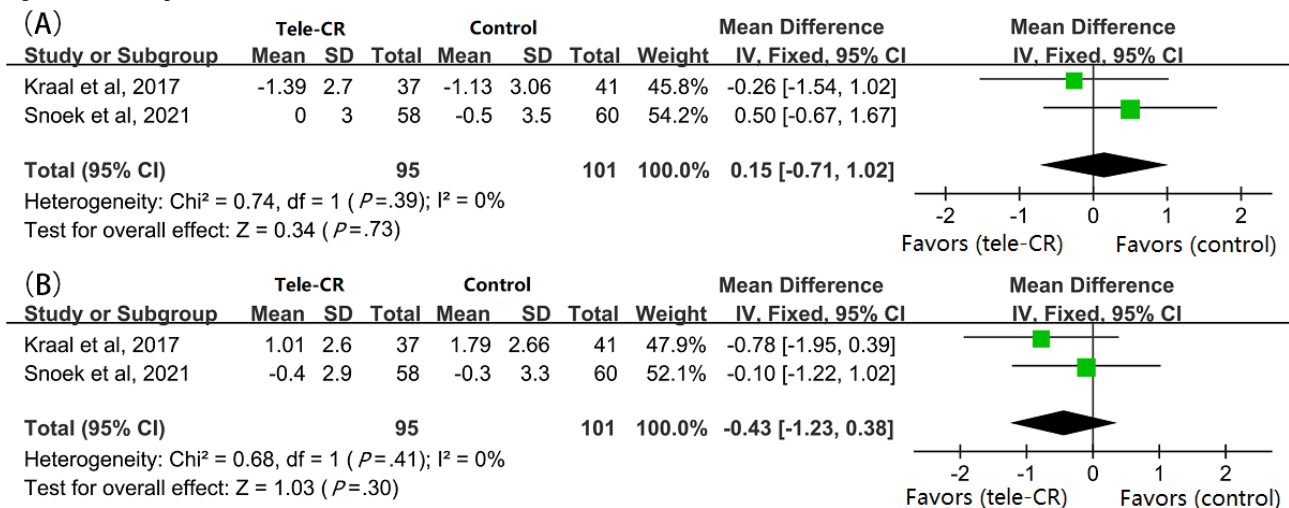 (A)
Tele-CR Control Mean Difference Mean Difference
Study or Subgroup Mean SD Total Mean SD Total Weight IV, Fixed, 95% CI IV, Fixed, 95% CI
Kraal et al, 2017 -1.39 2.7 37 -1.13 3.06 41 45.8% -0.26 [-1.54, 1.02]
Snoek et al, 2021 0 3 58 -0.5 3.5 60 54.2% 0.50 [-0.67, 1.67]
Total (95% CI) 95 101 100.0% 0.15 [-0.71, 1.02]
Heterogeneity: Chi² = 0.74, df = 1 (P=.39); I² = 0%
Test for overall effect: Z = 0.34 (P=.73)
-2 -1 0 1 2
Favors (tele-CR) Favors (control)
(B)
Tele-CR Control Mean Difference Mean Difference
Study or Subgroup Mean SD Total Mean SD Total Weight IV, Fixed, 95% CI IV, Fixed, 95% CI
Kraal et al, 2017 1.01 2.6 37 1.79 2.66 41 47.9% -0.78 [-1.95, 0.39]
Snoek et al, 2021 -0.4 2.9 58 -0.3 3.3 60 52.1% -0.10 [-1.22, 1.02]
Total (95% CI) 95 101 100.0% -0.43 [-1.23, 0.38]
Heterogeneity: Chi² = 0.68, df = 1 (P=.41); I² = 0%
Test for overall effect: Z = 1.03 (P=.30)
-2 -1 0 1 2
Favors (tele-CR) Favors (control)